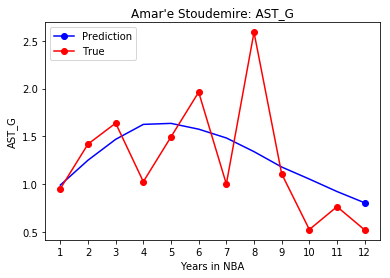 Amar'e Stoudemire: AST_G
Prediction
True
2.5
2.0
1.5
1.0
0.5
AST_G
1 2 3 4 5 6 7 8 9 10 11 12
Years in NBA